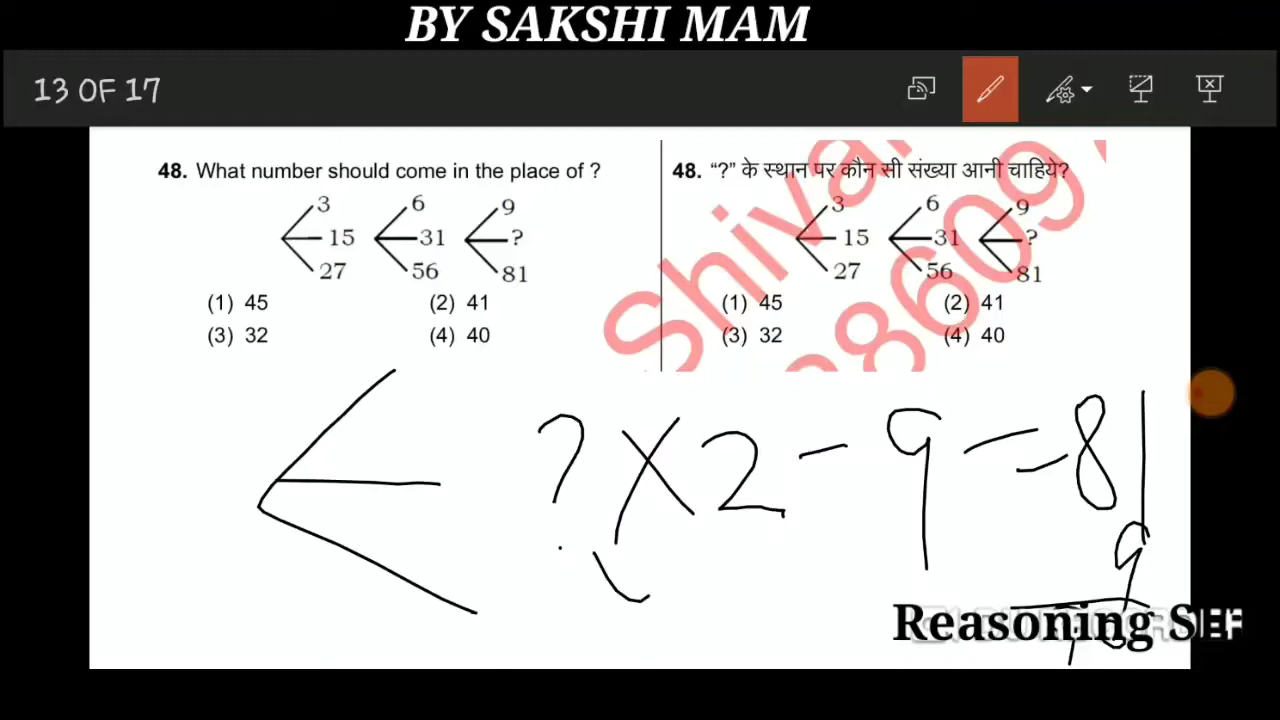 BY SAKSHI MAM
13 OF 17
48. What number should come in the place of ?
3 6 9
15 31 ?
27 56 81
(1) 45 (2) 41
(3) 32 (4) 40
48. “?” के स्थान पर कौन सी संख्या आनी चाहिये?
3 6 9
15 31 ?
27 56 81
(1) 45 (2) 41
(3) 32 (4) 40
? X 2 - 9 = 81
9
Reasoning S